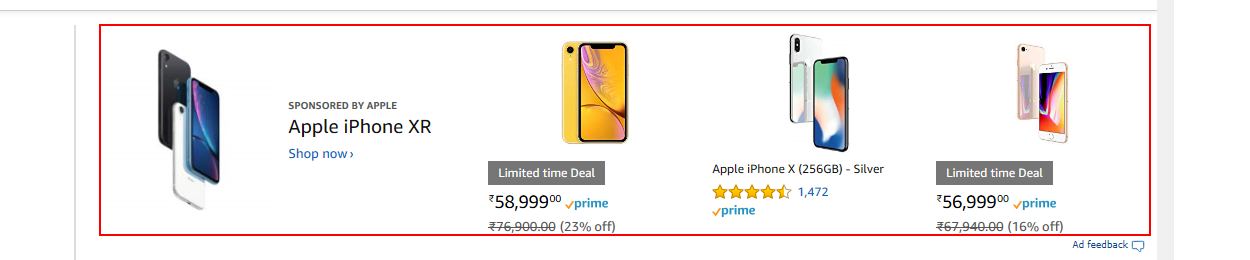 SPONSORED BY APPLE
Apple iPhone XR
Shop now ›
Limited time Deal
₹58,999⁰⁰ prime
₹76,900.00 (23% off)
Apple iPhone X (256GB) - Silver
1,472
prime
Limited time Deal
₹56,999⁰⁰ prime
₹67,940.00 (16% off)
Ad feedback